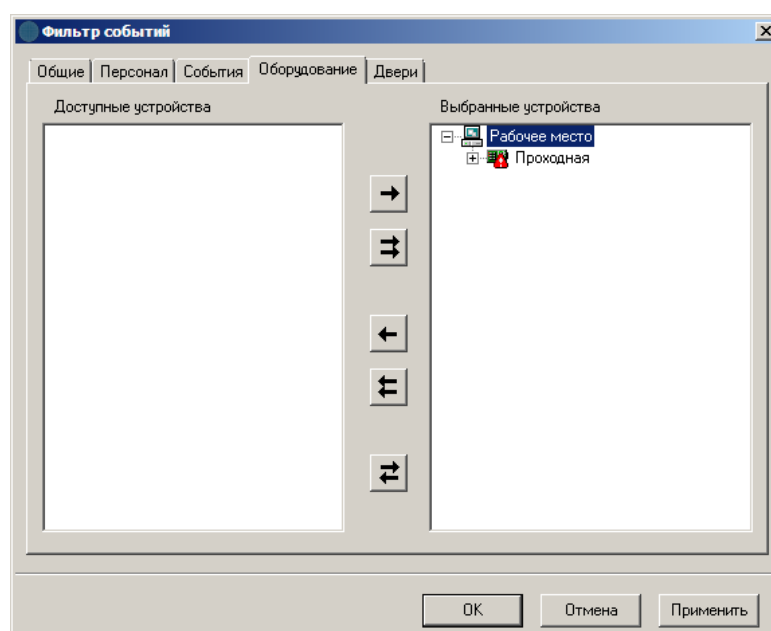 Фильтр событий
Общие Персонал События Оборудование Двери
Доступные устройства Выбранные устройства
Рабочее место
Проходная
OK Отмена Применить